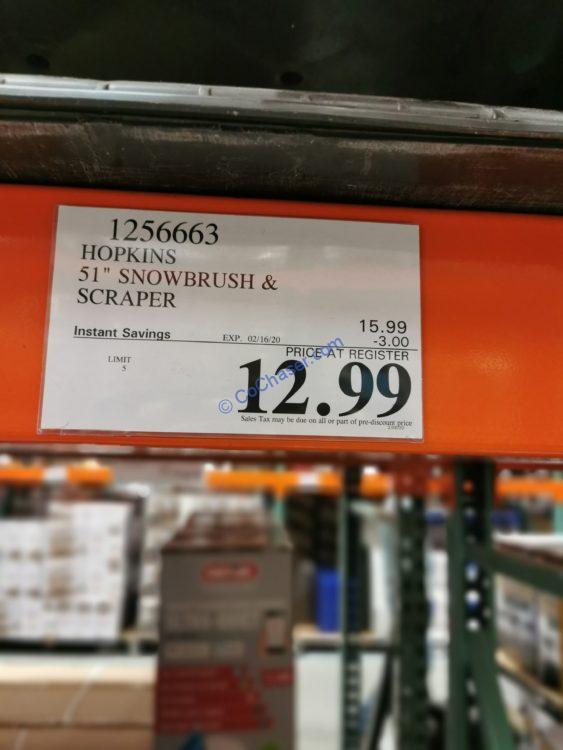 1256663
HOPKINS
51" SNOWBRUSH &
SCRAPER
15.99
Instant Savings EXP. 02/16/20 -3.00
PRICE AT REGISTER
LIMIT
5
12.99
© CoChaser.com
Sales Tax may be due on all or part of pre-discount price